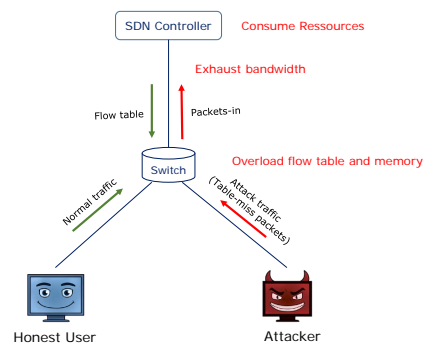 SDN Controller
Consume Ressources
Exhaust bandwidth
Flow table
Packets-in
Switch
Overload flow table and memory
Normal traffic
Attack traffic
(Table-miss packets)
Honest User
Attacker